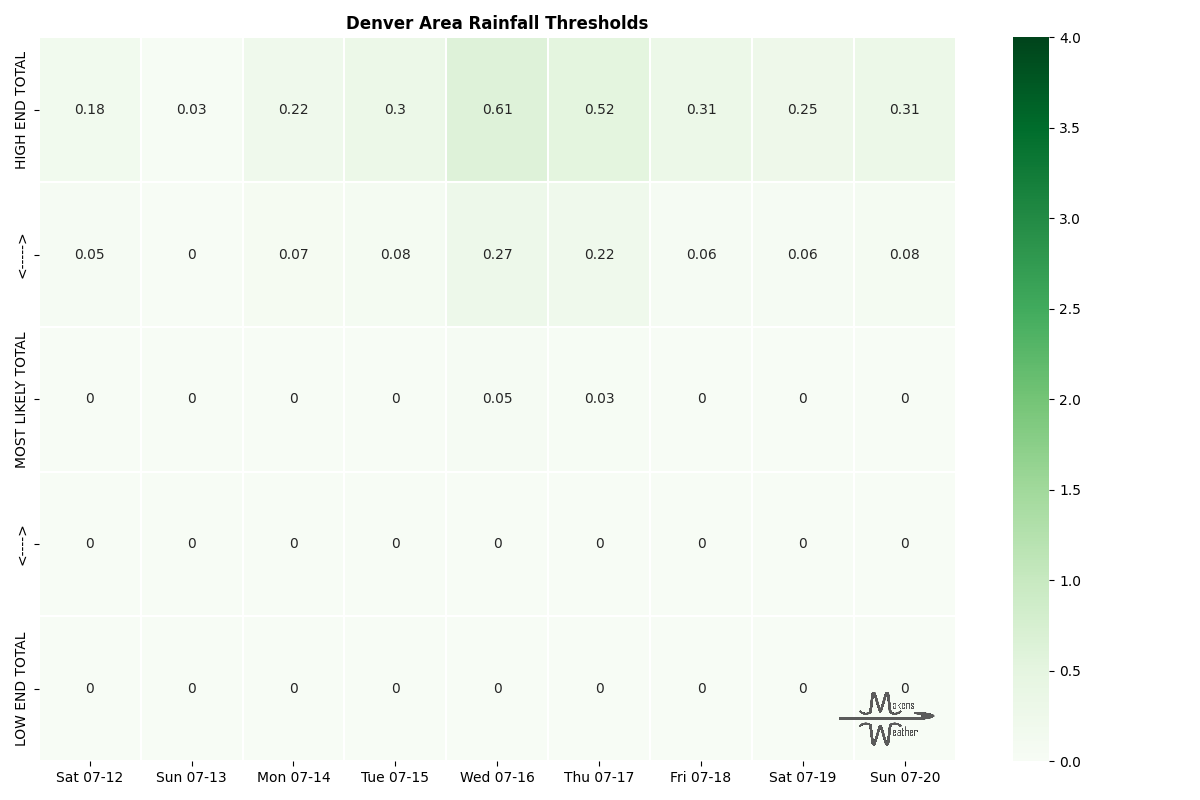 Denver Area Rainfall Thresholds
HIGH END TOTAL
0.18 0.03 0.22 0.3 0.61 0.52 0.31 0.25 0.31
<----->
0.05 0 0.07 0.08 0.27 0.22 0.06 0.06 0.08
MOST LIKELY TOTAL
0 0 0 0 0.05 0.03 0 0 0
<---->
0 0 0 0 0 0 0 0 0
LOW END TOTAL
0 0 0 0 0 0 0 0 0
Makens
Weather
Sat 07-12 Sun 07-13 Mon 07-14 Tue 07-15 Wed 07-16 Thu 07-17 Fri 07-18 Sat 07-19 Sun 07-20
4.0
3.5
3.0
2.5
2.0
1.5
1.0
0.5
0.0